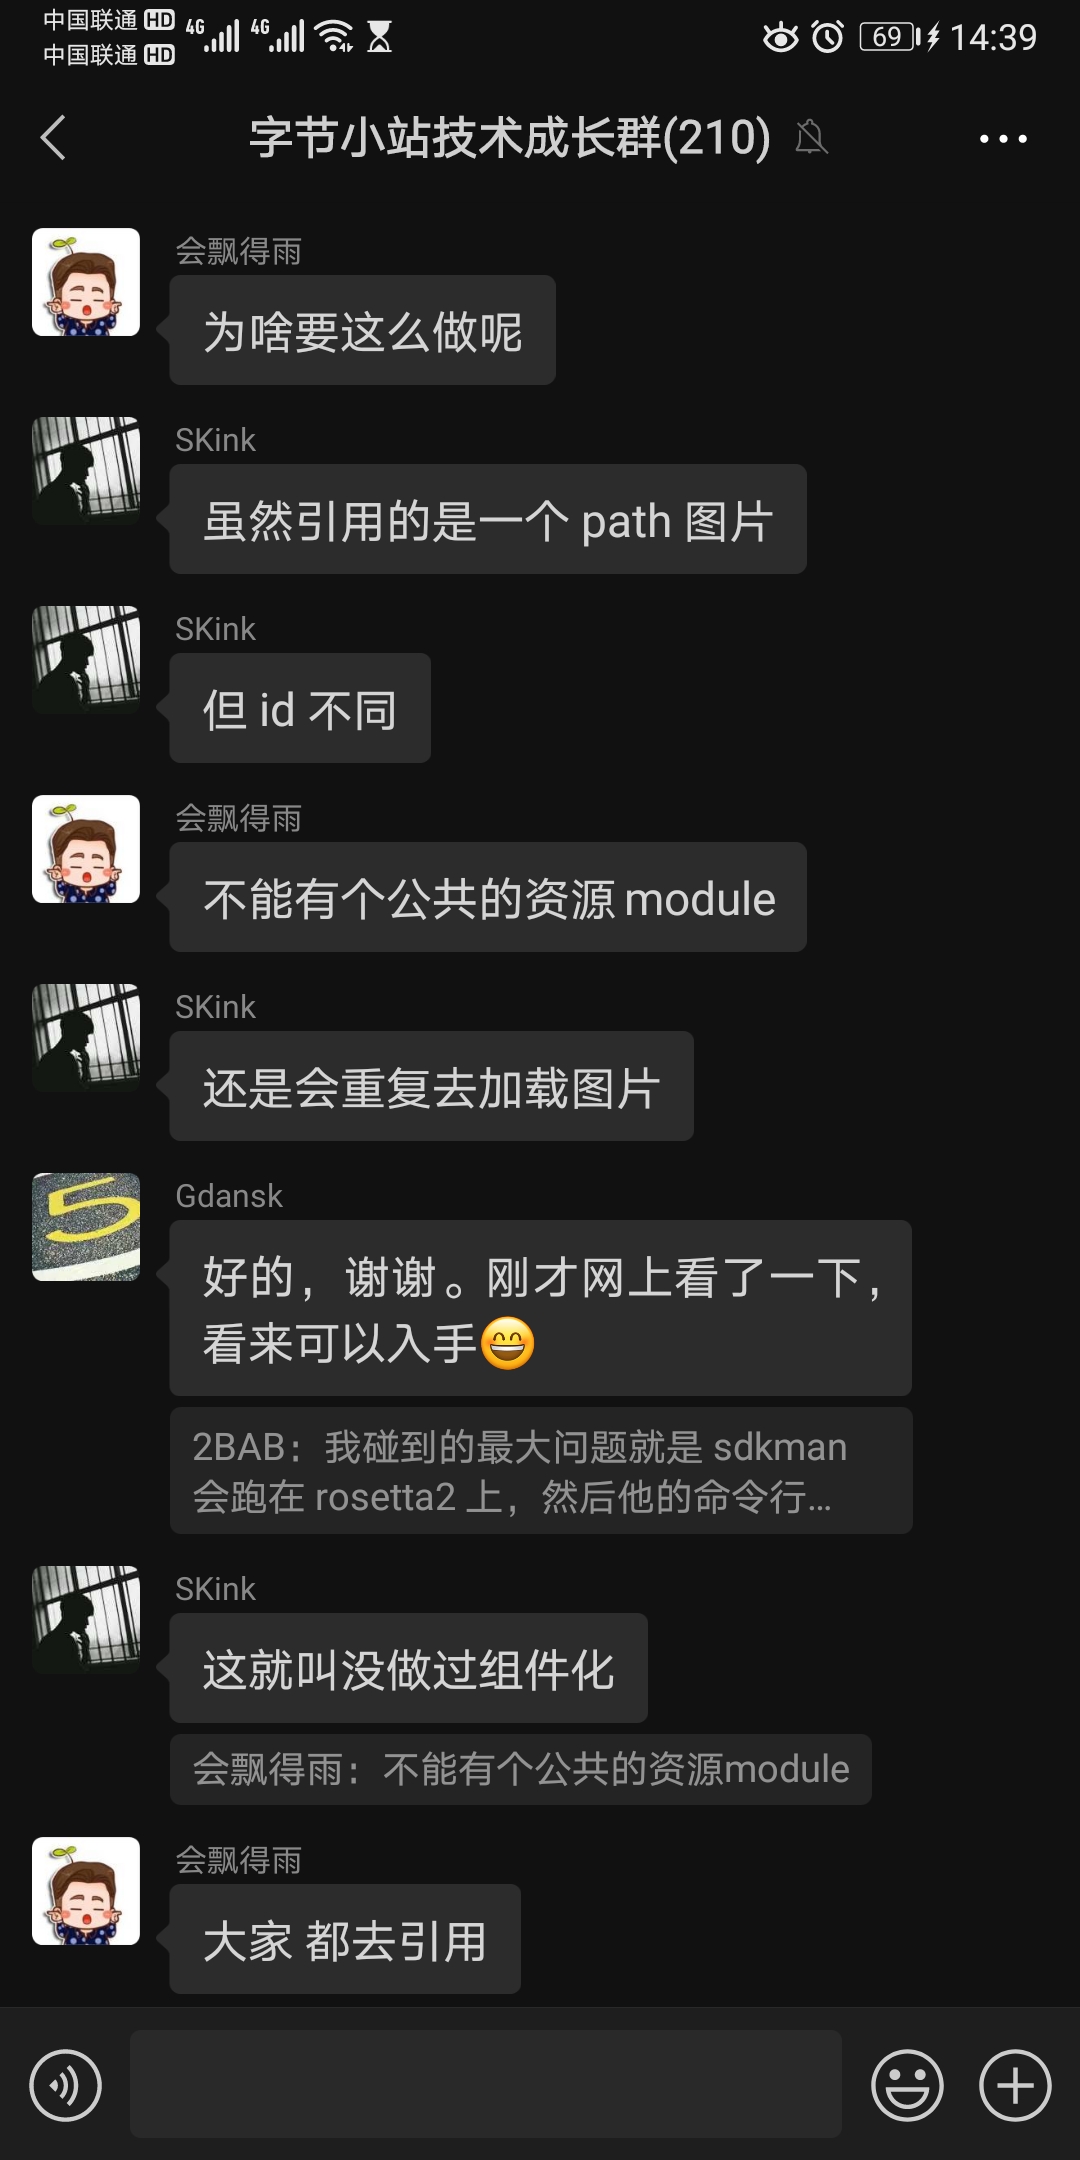 中国联通 HD 4G 4G 69 14:39
中国联通 HD
字节小站技术成长群(210)
会飘得雨
为啥要这么做呢
SKink
虽然引用的是一个 path 图片
SKink
但 id 不同
会飘得雨
不能有个公共的资源 module
SKink
还是会重复去加载图片
5
Gdansk
好的，谢谢。刚才网上看了一下，
看来可以入手😄
2BAB：我碰到的最大问题就是 sdkman
会跑在 rosetta2 上，然后他的命令行...
SKink
这就叫没做过组件化
会飘得雨：不能有个公共的资源module
会飘得雨
大家 都去引用